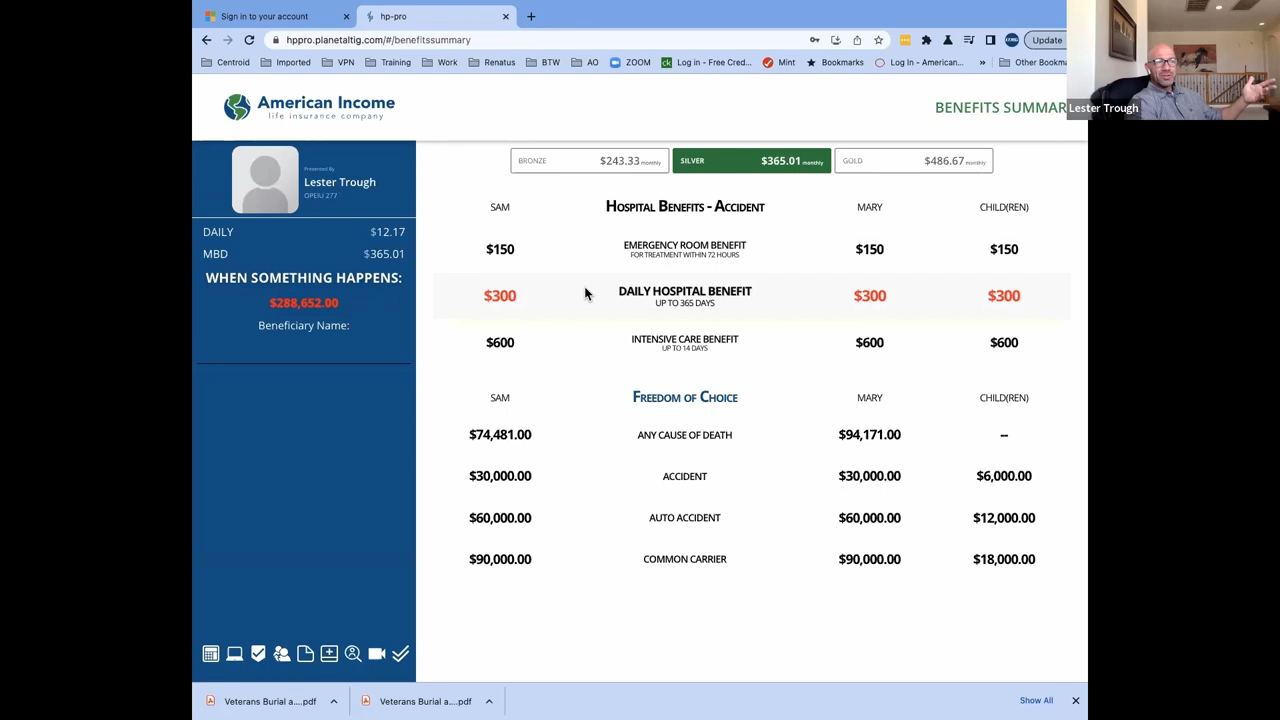 Sign in to your account
hp-pro
hppro.planetaltig.com/#/benefitssummary
Update
Centroid
Imported
VPN
Training
Work
Renatus
BTW
AO
ZOOM
Log in - Free Cred...
Mint
Bookmarks
Log In - American...
»
Other Bookma
American Income
life insurance company
BENEFITS SUMMAR
Lester Trough
Presented By
Lester Trough
OPEIU 277
DAILY $12.17
MBD $365.01
WHEN SOMETHING HAPPENS:
$288,652.00
Beneficiary Name:
BRONZE $243.33 monthly
SILVER $365.01 monthly
GOLD $486.67 monthly
SAM HOSPITAL BENEFITS - ACCIDENT MARY CHILD(REN)
$150 EMERGENCY ROOM BENEFIT $150 $150
FOR TREATMENT WITHIN 72 HOURS
$300 DAILY HOSPITAL BENEFIT $300 $300
UP TO 365 DAYS
$600 INTENSIVE CARE BENEFIT $600 $600
UP TO 14 DAYS
SAM FREEDOM OF CHOICE MARY CHILD(REN)
$74,481.00 ANY CAUSE OF DEATH $94,171.00 --
$30,000.00 ACCIDENT $30,000.00 $6,000.00
$60,000.00 AUTO ACCIDENT $60,000.00 $12,000.00
$90,000.00 COMMON CARRIER $90,000.00 $18,000.00
Veterans Burial a....pdf
Veterans Burial a....pdf
Show All